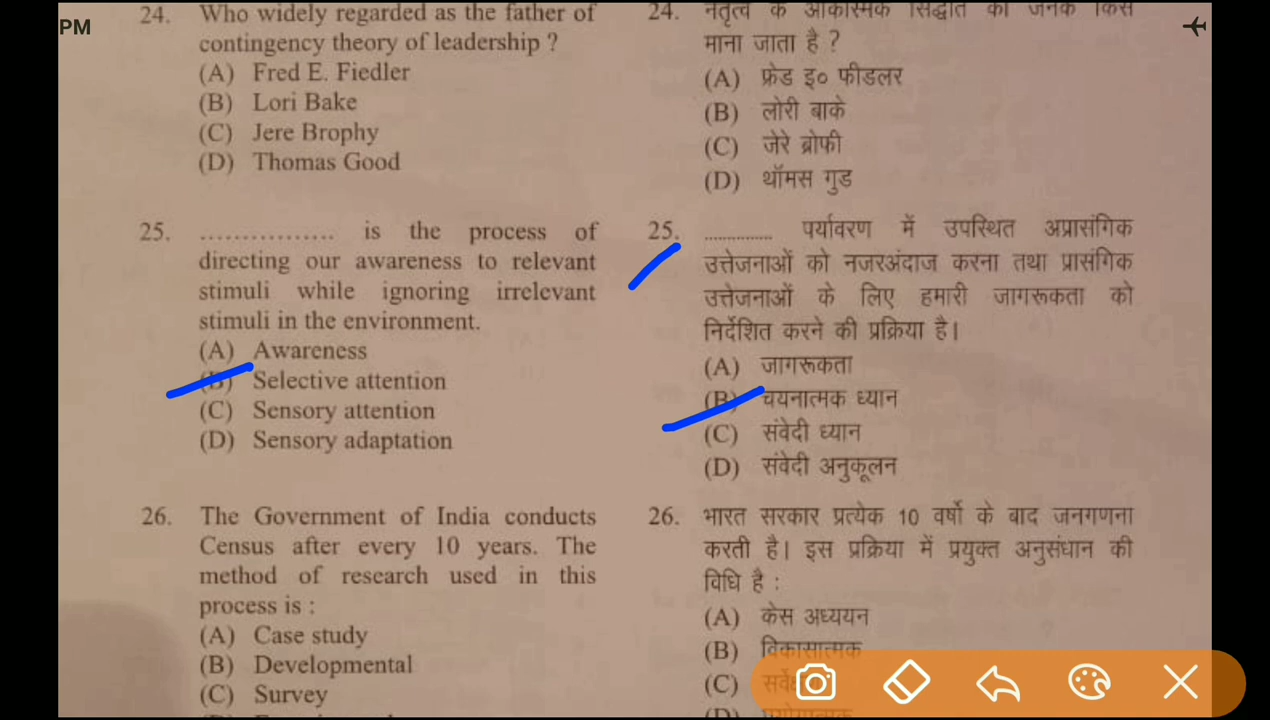 PM
24. Who widely regarded as the father of
contingency theory of leadership ?
(A) Fred E. Fiedler
(B) Lori Bake
(C) Jere Brophy
(D) Thomas Good
25. ................ is the process of
directing our awareness to relevant
stimuli while ignoring irrelevant
stimuli in the environment.
(A) Awareness
(B) Selective attention
(C) Sensory attention
(D) Sensory adaptation
26. The Government of India conducts
Census after every 10 years. The
method of research used in this
process is :
(A) Case study
(B) Developmental
(C) Survey
24. नेतृत्व के आकस्मिक सिद्धांत का जनक किसे
माना जाता है ?
(A) फ्रेड इ० फीडलर
(B) लोरी बाके
(C) जेरे ब्रोफी
(D) थॉमस गुड
25. .............. पर्यावरण में उपस्थित अप्रासंगिक
उत्तेजनाओं को नजरअंदाज करना तथा प्रासंगिक
उत्तेजनाओं के लिए हमारी जागरूकता को
निर्देशित करने की प्रक्रिया है।
(A) जागरूकता
(B) चयनात्मक ध्यान
(C) संवेदी ध्यान
(D) संवेदी अनुकूलन
26. भारत सरकार प्रत्येक 10 वर्षो के बाद जनगणना
करती है। इस प्रक्रिया में प्रयुक्त अनुसंधान की
विधि है :
(A) केस अध्ययन
(B) विकासात्मक
(C)